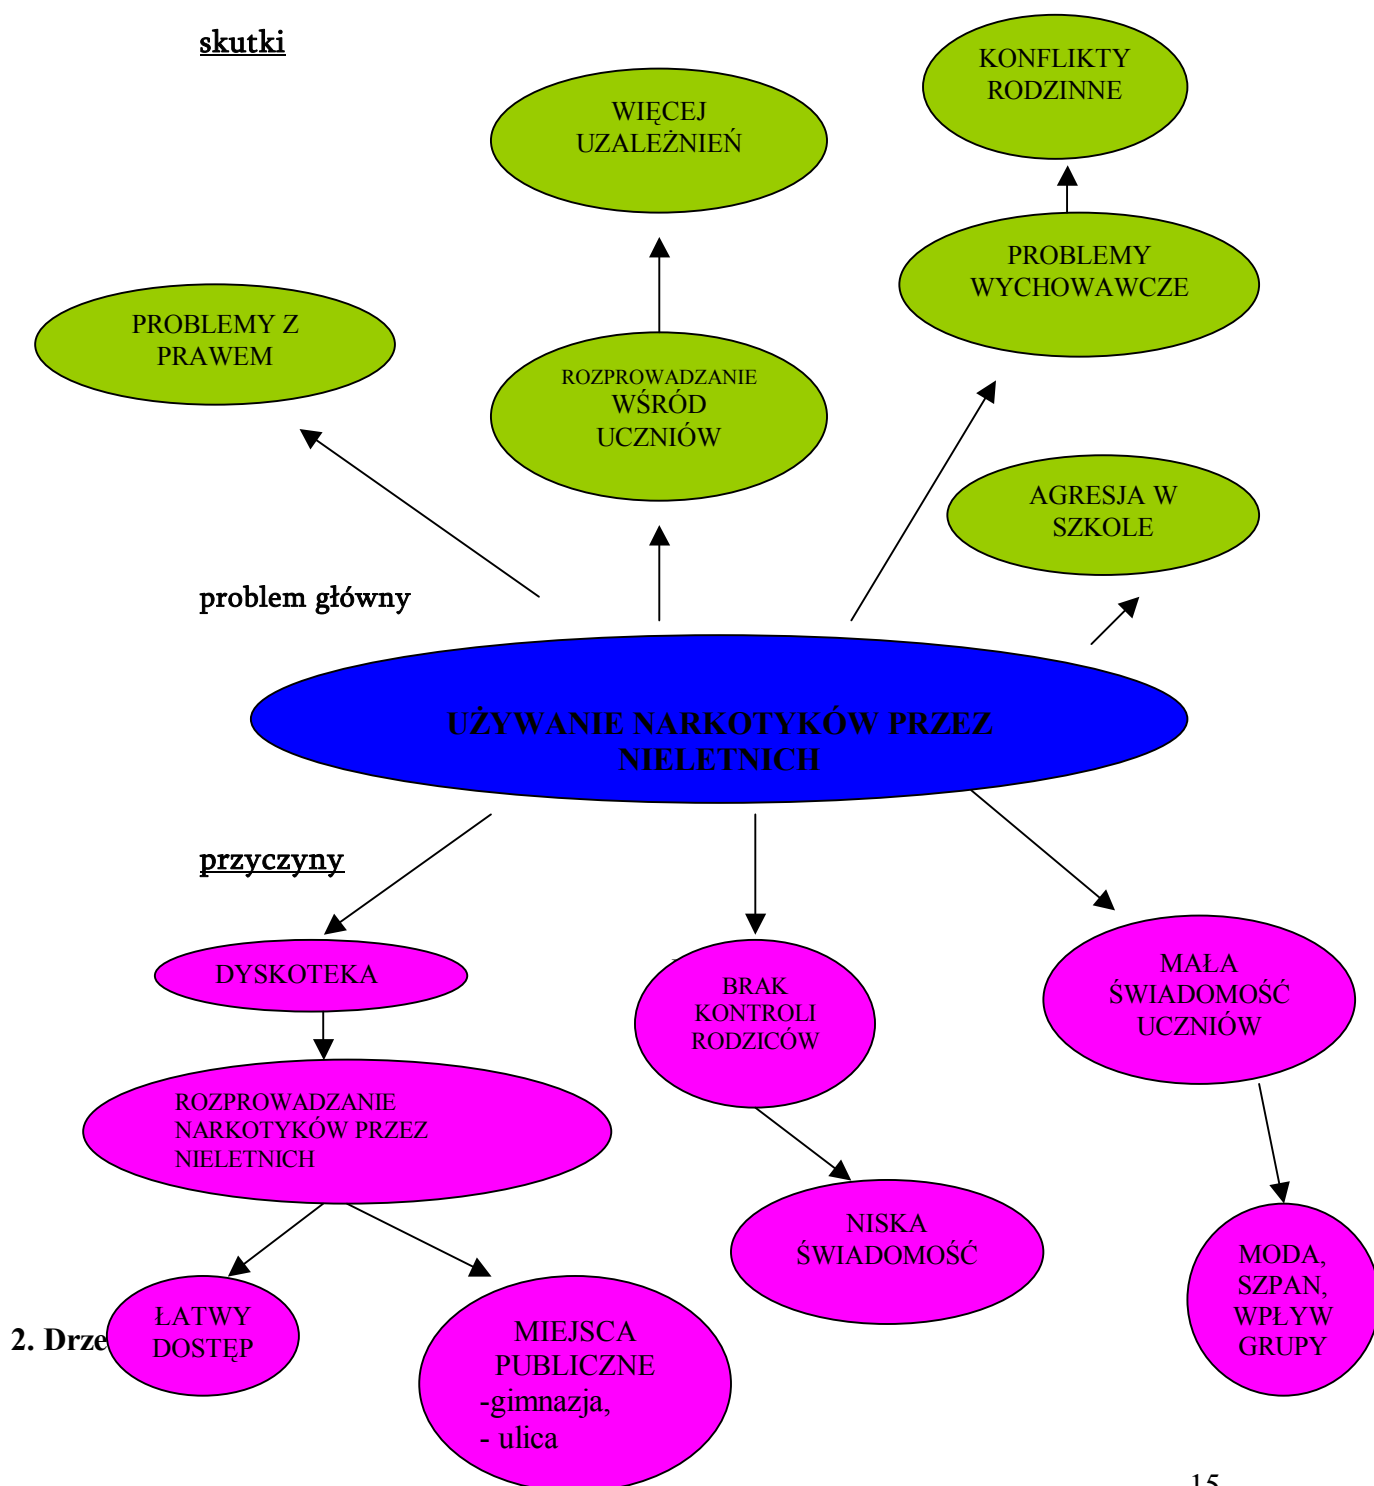 skutki
KONFLIKTY
RODZINNE
WIĘCEJ
UZALEŻNIEŃ
PROBLEMY
WYCHOWAWCZE
PROBLEMY Z
PRAWEM
ROZPROWADZANIE
WŚRÓD
UCZNIÓW
AGRESJA W
SZKOLE
problem główny
UŻYWANIE NARKOTYKÓW PRZEZ
NIELETNICH
przyczyny
DYSKOTEKA
BRAK
KONTROLI
RODZICÓW
MAŁA
ŚWIADOMOŚĆ
UCZNIÓW
ROZPROWADZANIE
NARKOTYKÓW PRZEZ
NIELETNICH
NISKA
ŚWIADOMOŚĆ
MODA,
SZPAN,
WPŁYW
GRUPY
2. Drze
ŁATWY
DOSTĘP
MIEJSCA
PUBLICZNE
-gimnazja,
- ulica
15